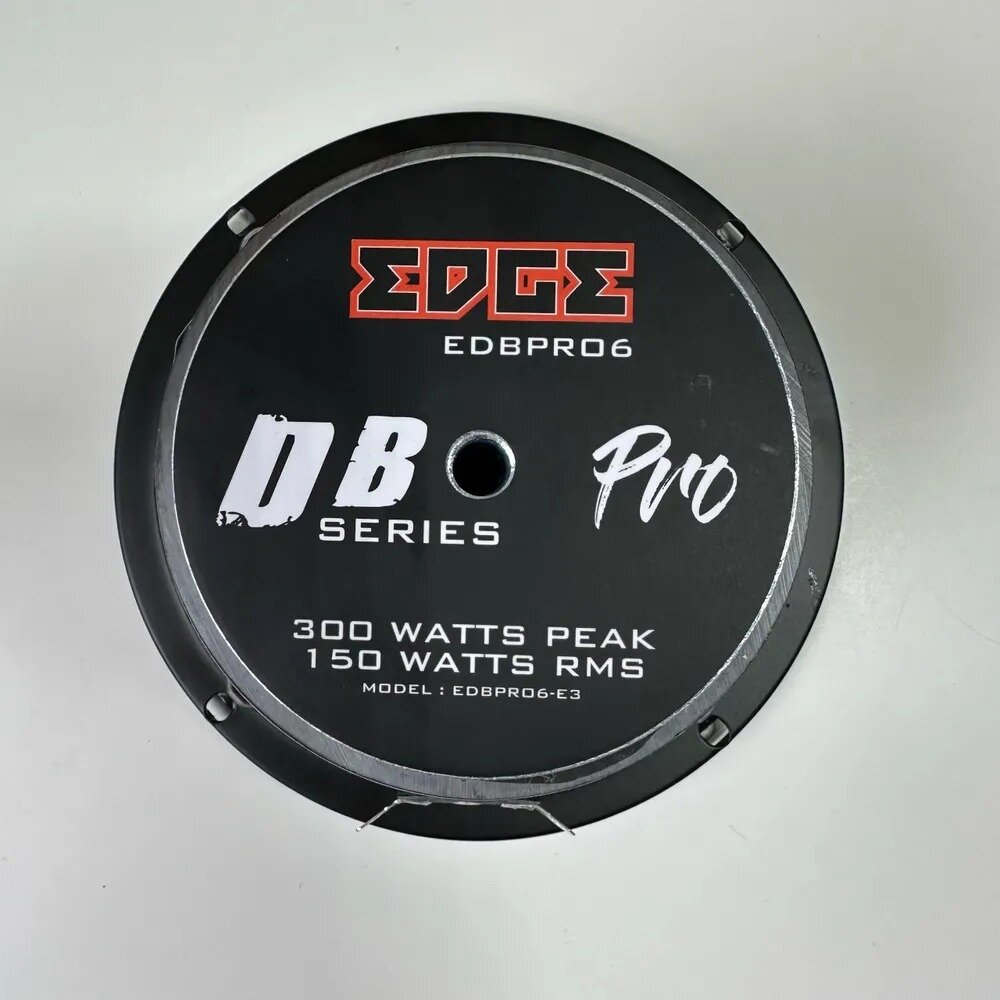 EDGE
EDBPRO6
DB Pro
SERIES
300 WATTS PEAK
150 WATTS RMS
MODEL : EDBPRO6-E3